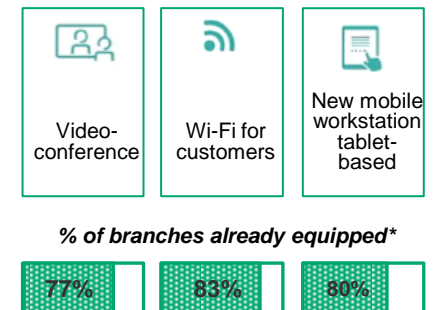 Video-
conference
Wi-Fi for
customers
New mobile
workstation
tablet-
based
% of branches already equipped*
77%
83%
80%